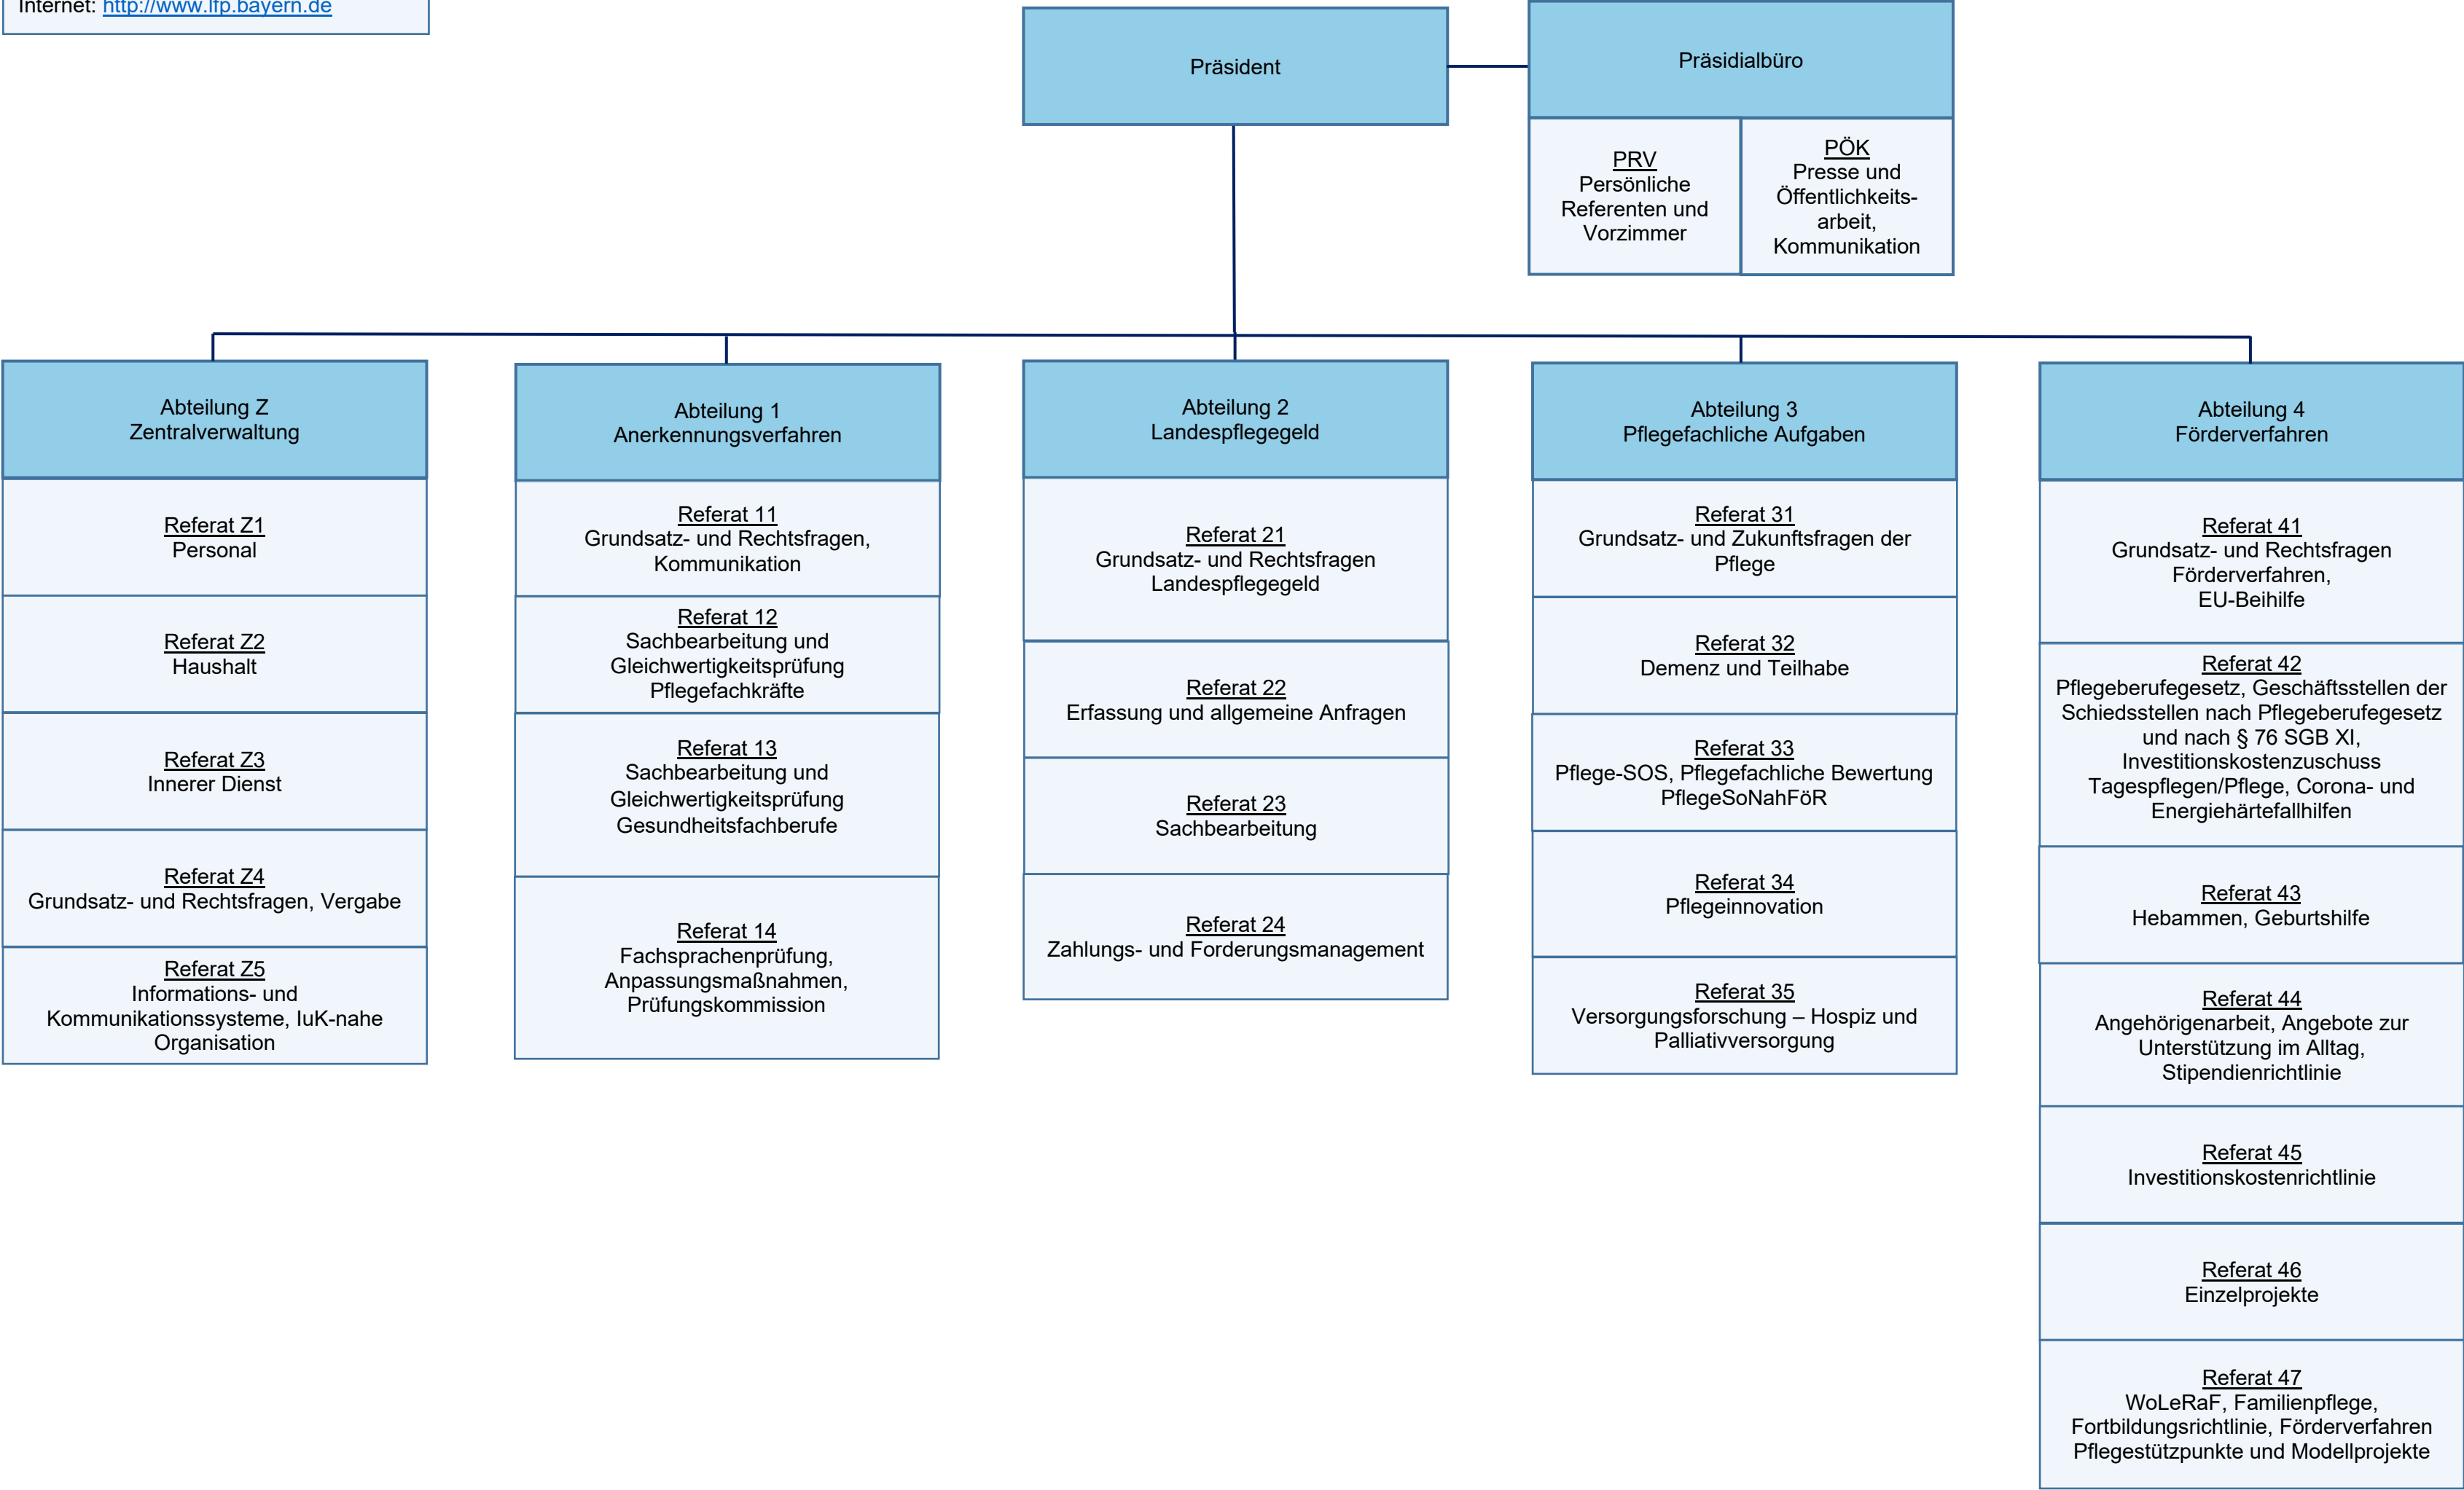 Internet: http://www.lfp.bayern.de
Präsident
Präsidialbüro
PRV
Persönliche
Referenten und
Vorzimmer
PÖK
Presse und
Öffentlichkeits-
arbeit,
Kommunikation
Abteilung Z
Zentralverwaltung
Referat Z1
Personal
Referat Z2
Haushalt
Referat Z3
Innerer Dienst
Referat Z4
Grundsatz- und Rechtsfragen, Vergabe
Referat Z5
Informations- und
Kommunikationssysteme, IuK-nahe
Organisation
Abteilung 1
Anerkennungsverfahren
Referat 11
Grundsatz- und Rechtsfragen,
Kommunikation
Referat 12
Sachbearbeitung und
Gleichwertigkeitsprüfung
Pflegefachkräfte
Referat 13
Sachbearbeitung und
Gleichwertigkeitsprüfung
Gesundheitsfachberufe
Referat 14
Fachsprachenprüfung,
Anpassungsmaßnahmen,
Prüfungskommission
Abteilung 2
Landespflegegeld
Referat 21
Grundsatz- und Rechtsfragen
Landespflegegeld
Referat 22
Erfassung und allgemeine Anfragen
Referat 23
Sachbearbeitung
Referat 24
Zahlungs- und Forderungsmanagement
Abteilung 3
Pflegefachliche Aufgaben
Referat 31
Grundsatz- und Zukunftsfragen der
Pflege
Referat 32
Demenz und Teilhabe
Referat 33
Pflege-SOS, Pflegefachliche Bewertung
PflegeSoNahFöR
Referat 34
Pflegeinnovation
Referat 35
Versorgungsforschung – Hospiz und
Palliativversorgung
Abteilung 4
Förderverfahren
Referat 41
Grundsatz- und Rechtsfragen
Förderverfahren,
EU-Beihilfe
Referat 42
Pflegeberufegesetz, Geschäftsstellen der
Schiedsstellen nach Pflegeberufegesetz
und nach § 76 SGB XI,
Investitionskostenzuschuss
Tagespflegen/Pflege, Corona- und
Energiehärtefallhilfen
Referat 43
Hebammen, Geburtshilfe
Referat 44
Angehörigenarbeit, Angebote zur
Unterstützung im Alltag,
Stipendienrichtlinie
Referat 45
Investitionskostenrichtlinie
Referat 46
Einzelprojekte
Referat 47
WoLeRaF, Familienpflege,
Fortbildungsrichtlinie, Förderverfahren
Pflegestützpunkte und Modellprojekte